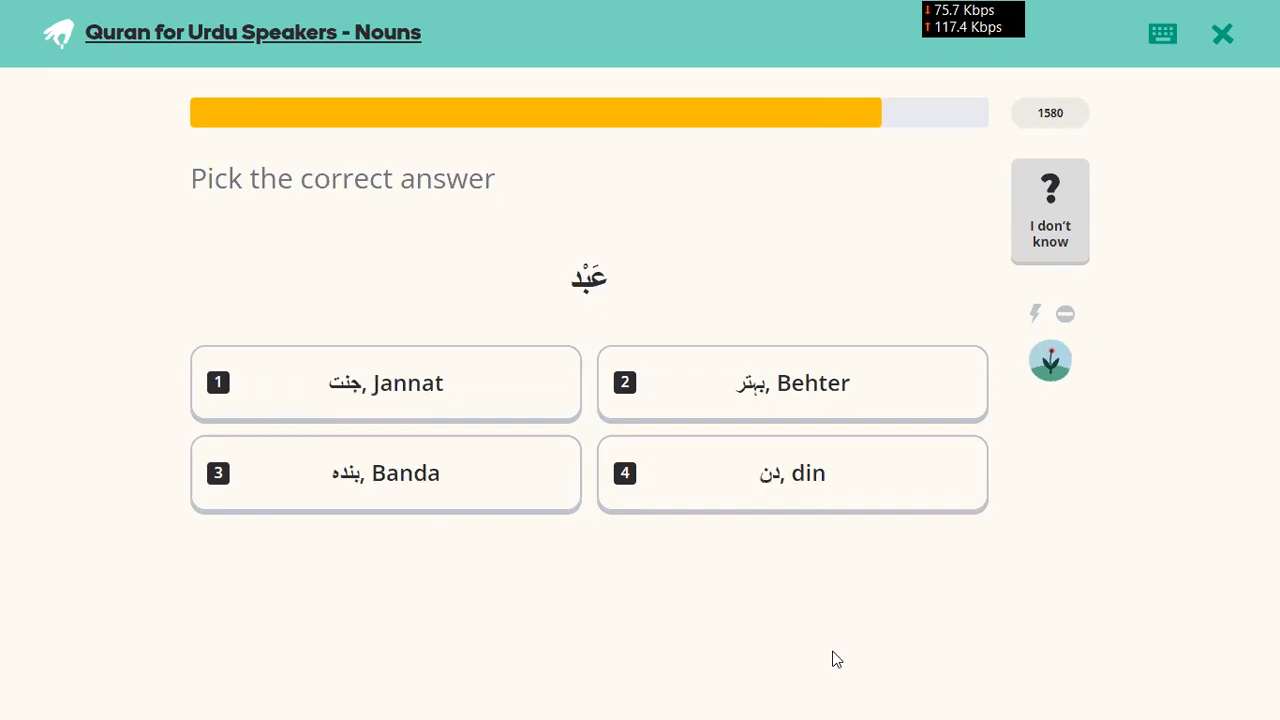 Quran for Urdu Speakers - Nouns
↓ 75.7 Kbps
↑ 117.4 Kbps
1580
Pick the correct answer
?
I don't
know
عَبْد
1 جنت, Jannat
2 بہتر, Behter
3 بندہ, Banda
4 دن, din